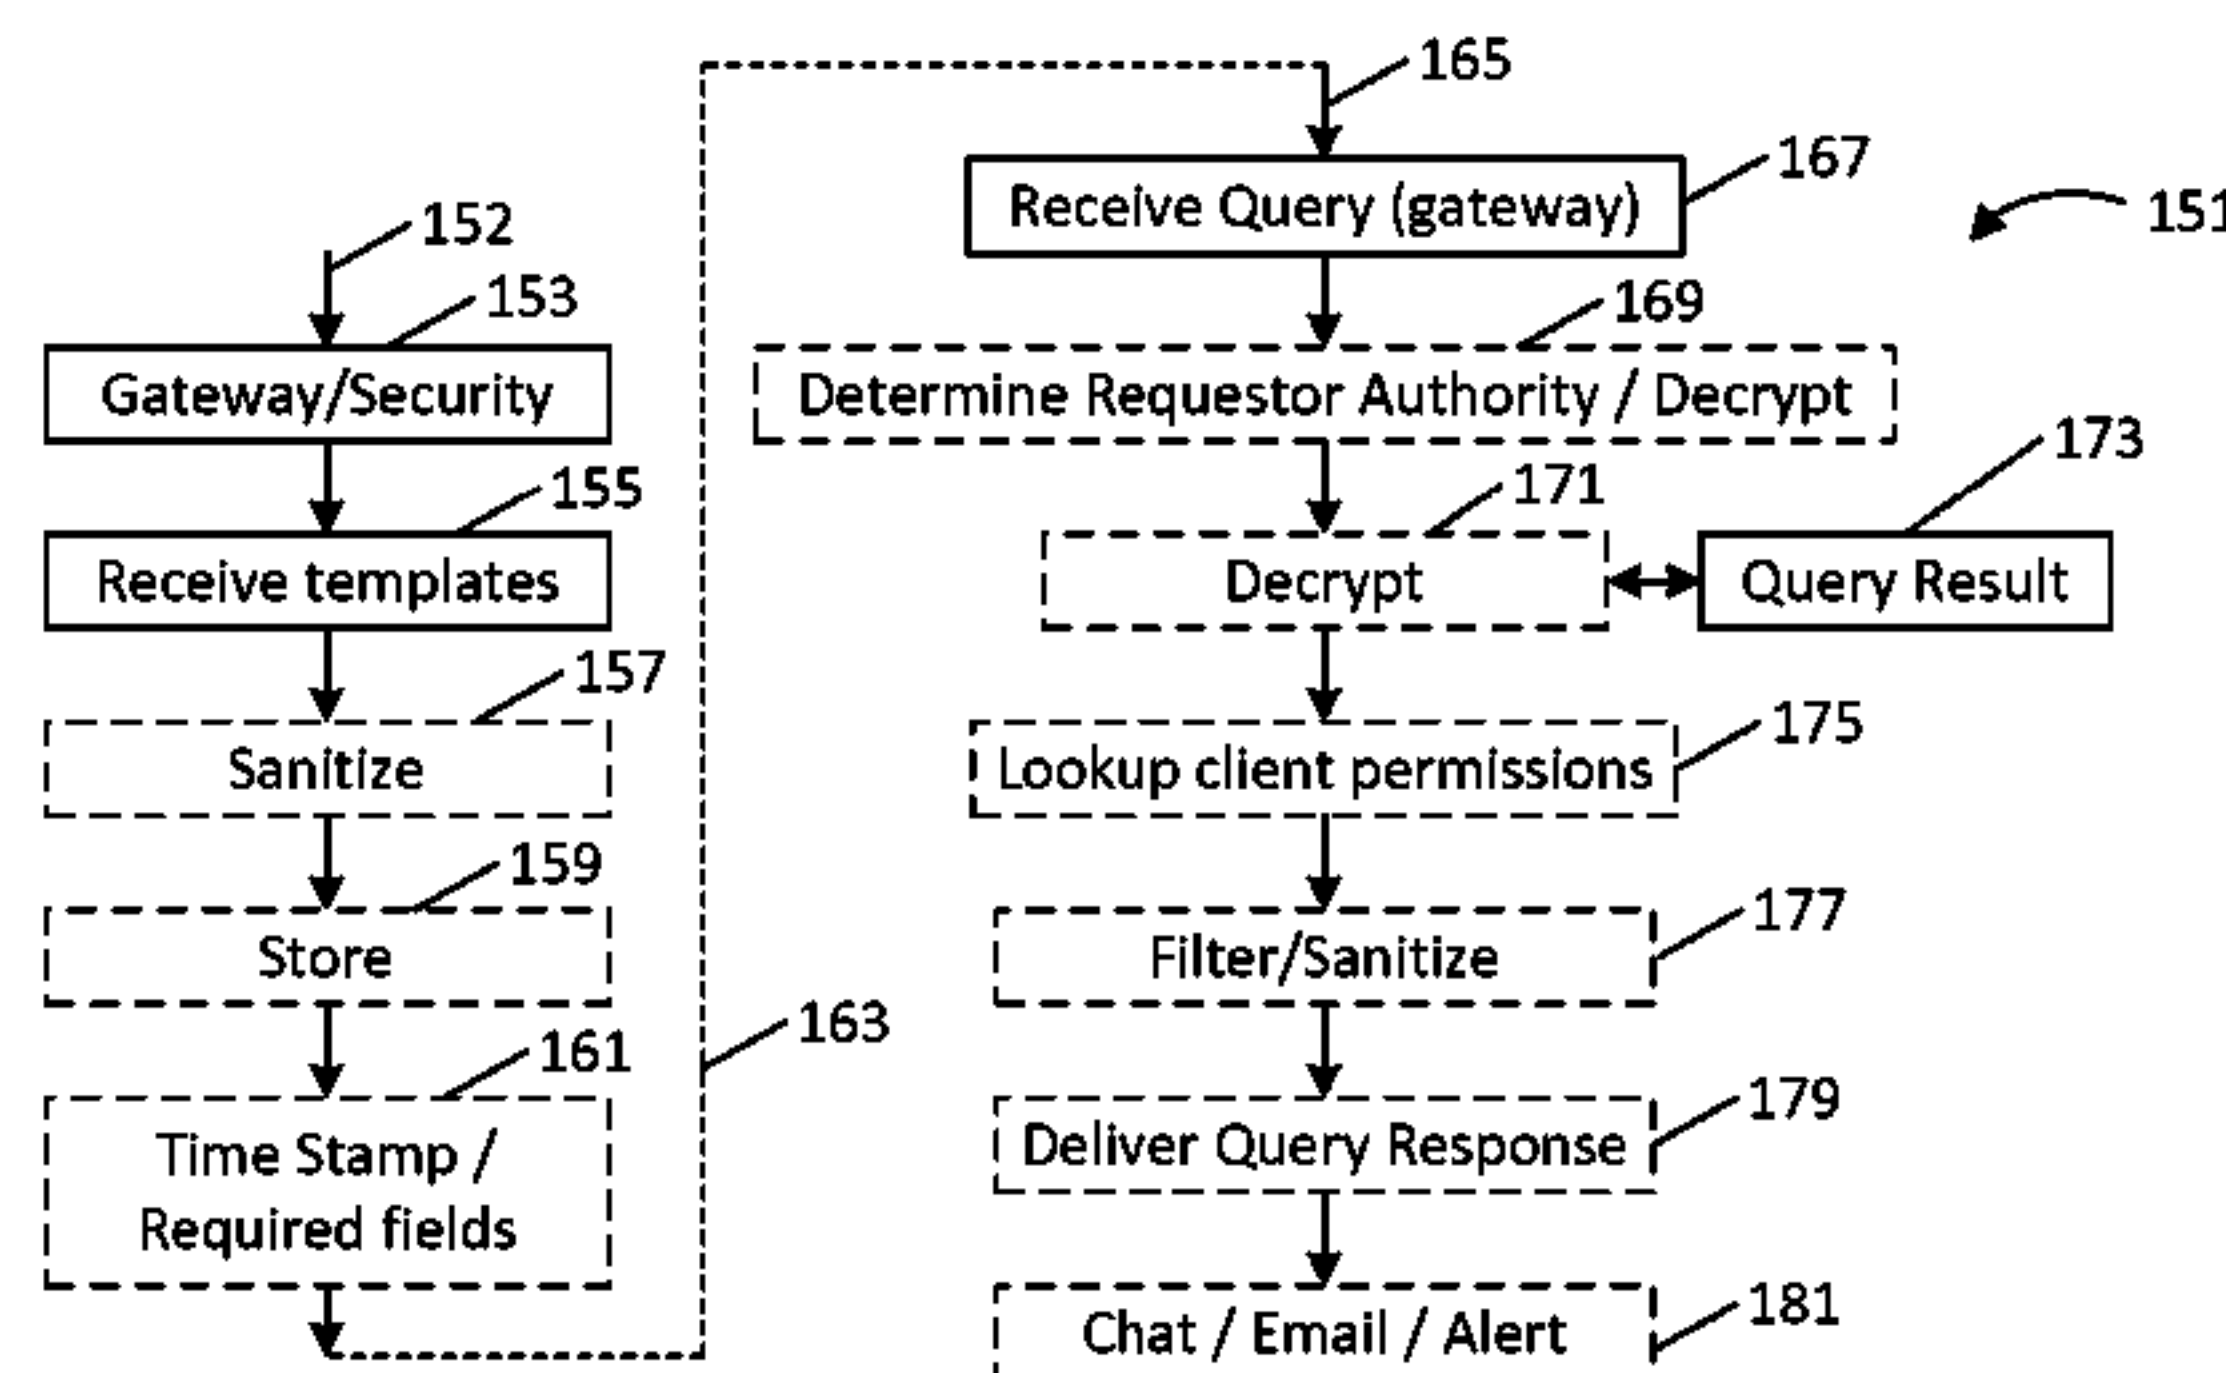 152
153
Gateway/Security
155
Receive templates
157
Sanitize
159
Store
161
Time Stamp /
Required fields
163
165
167
Receive Query (gateway)
151
169
Determine Requestor Authority / Decrypt
171
Decrypt
173
Query Result
175
Lookup client permissions
177
Filter/Sanitize
179
Deliver Query Response
181
Chat / Email / Alert